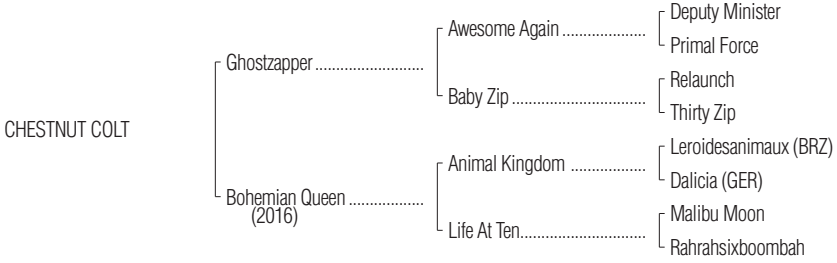 Deputy Minister
Awesome Again ....................
Primal Force
Ghostzapper ..........................
Relaunch
Baby Zip ................................
Thirty Zip
CHESTNUT COLT
Leroidesanimaux (BRZ)
Animal Kingdom ..................
Dalicia (GER)
Bohemian Queen ..................
(2016)
Malibu Moon
Life At Ten..............................
Rahrahsixboombah